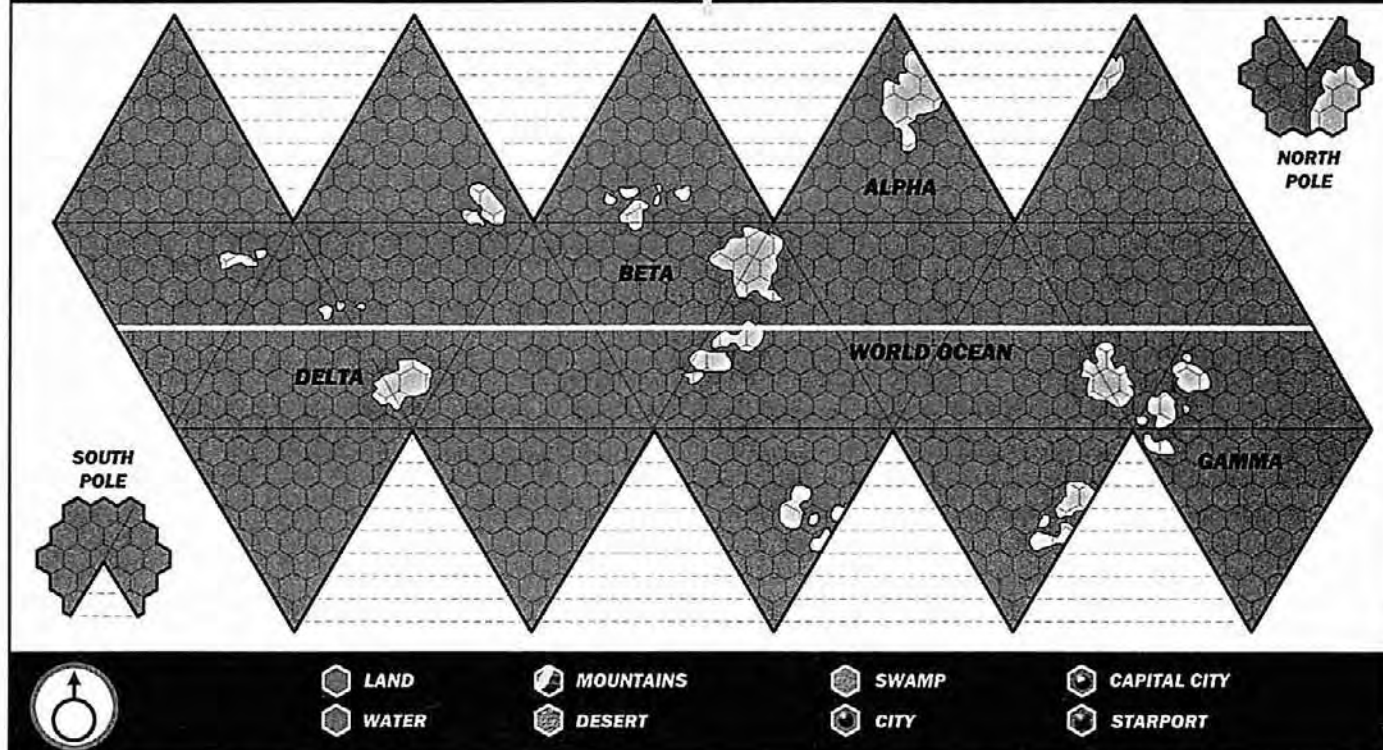 NORTH
POLE
ALPHA
BETA
WORLD OCEAN
DELTA
GAMMA
SOUTH
POLE
LAND
MOUNTAINS
SWAMP
CAPITAL CITY
WATER
DESERT
CITY
STARPORT